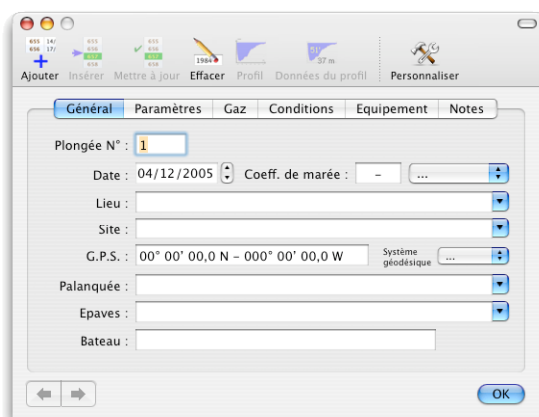 Ajouter Insérer Mettre à jour Effacer Profil Données du profil Personnaliser
Général Paramètres Gaz Conditions Equipement Notes
Plongée N° : 1
Date : 04/12/2005 Coeff. de marée : – ...
Lieu :
Site :
G.P.S. : 00° 00' 00,0 N – 000° 00' 00,0 W Système géodésique ...
Palanquée :
Epaves :
Bateau :
OK